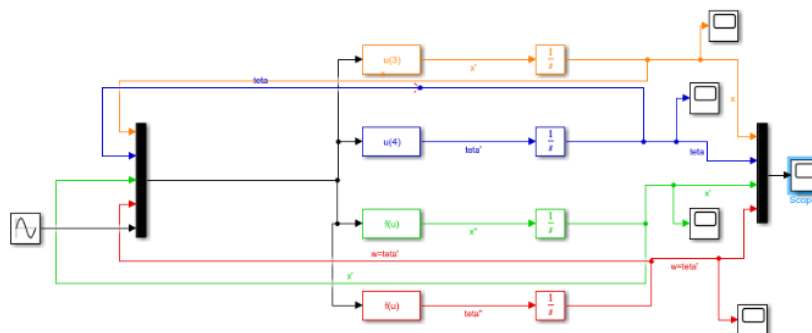 u(3)
x'
1
s
teta
x
u(4)
teta'
1
s
teta
f(u)
x''
1
s
x'
Scope
w=teta'
w=teta'
x'
f(u)
teta''
1
s